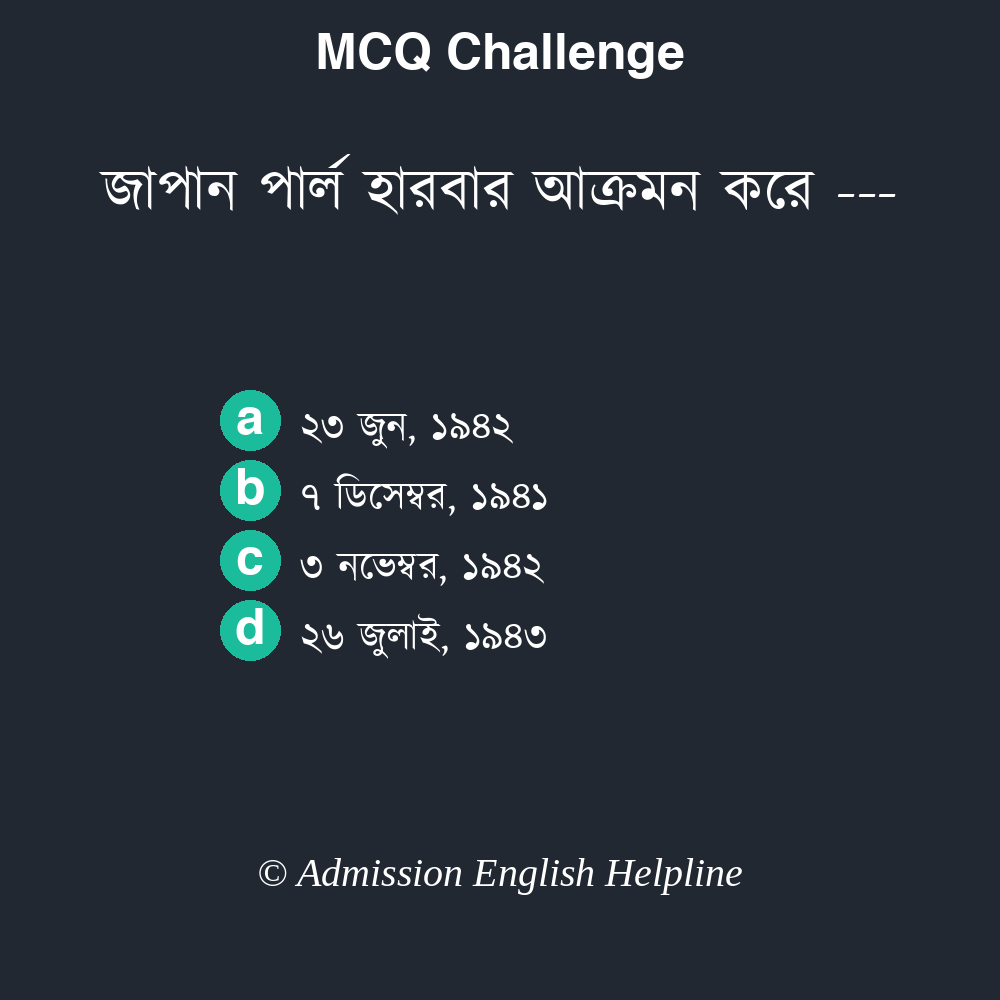 MCQ Challenge
জাপান পার্ল হারবার আক্রমন করে ---
a ২৩ জুন, ১৯৪২
b ৭ ডিসেম্বর, ১৯৪১
c ৩ নভেম্বর, ১৯৪২
d ২৬ জুলাই, ১৯৪৩
© Admission English Helpline